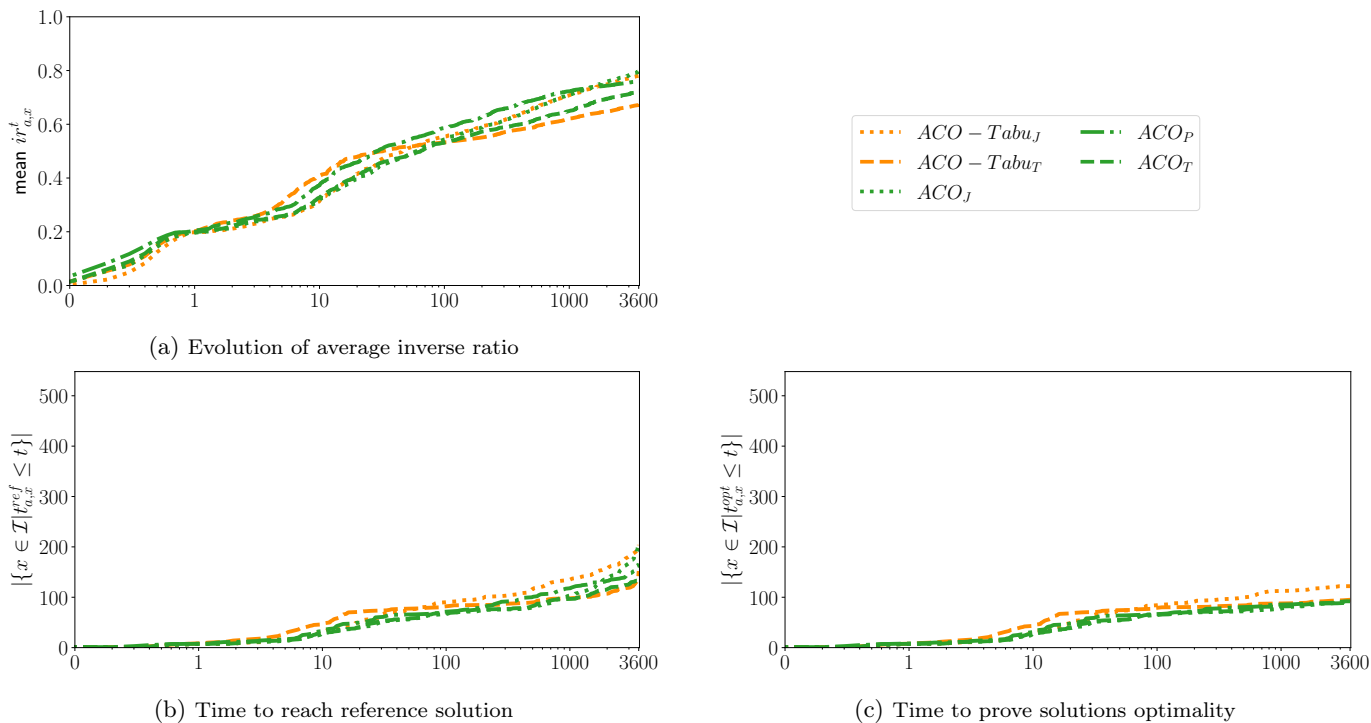 1.0
0.8
0.6
0.4
0.2
0.0
mean $ir^t_{a,x}$
0 1 10 100 1000 3600
(a) Evolution of average inverse ratio
$ACO - Tabu_J$
$ACO - Tabu_T$
$ACO_J$
$ACO_P$
$ACO_T$
500
400
300
200
100
0
$|\{x \in \mathcal{I} | t^{ref}_{a,x} \leq t\}|$
0 1 10 100 1000 3600
(b) Time to reach reference solution
500
400
300
200
100
0
$|\{x \in \mathcal{I} | t^{opt}_{a,x} \leq t\}|$
0 1 10 100 1000 3600
(c) Time to prove solutions optimality